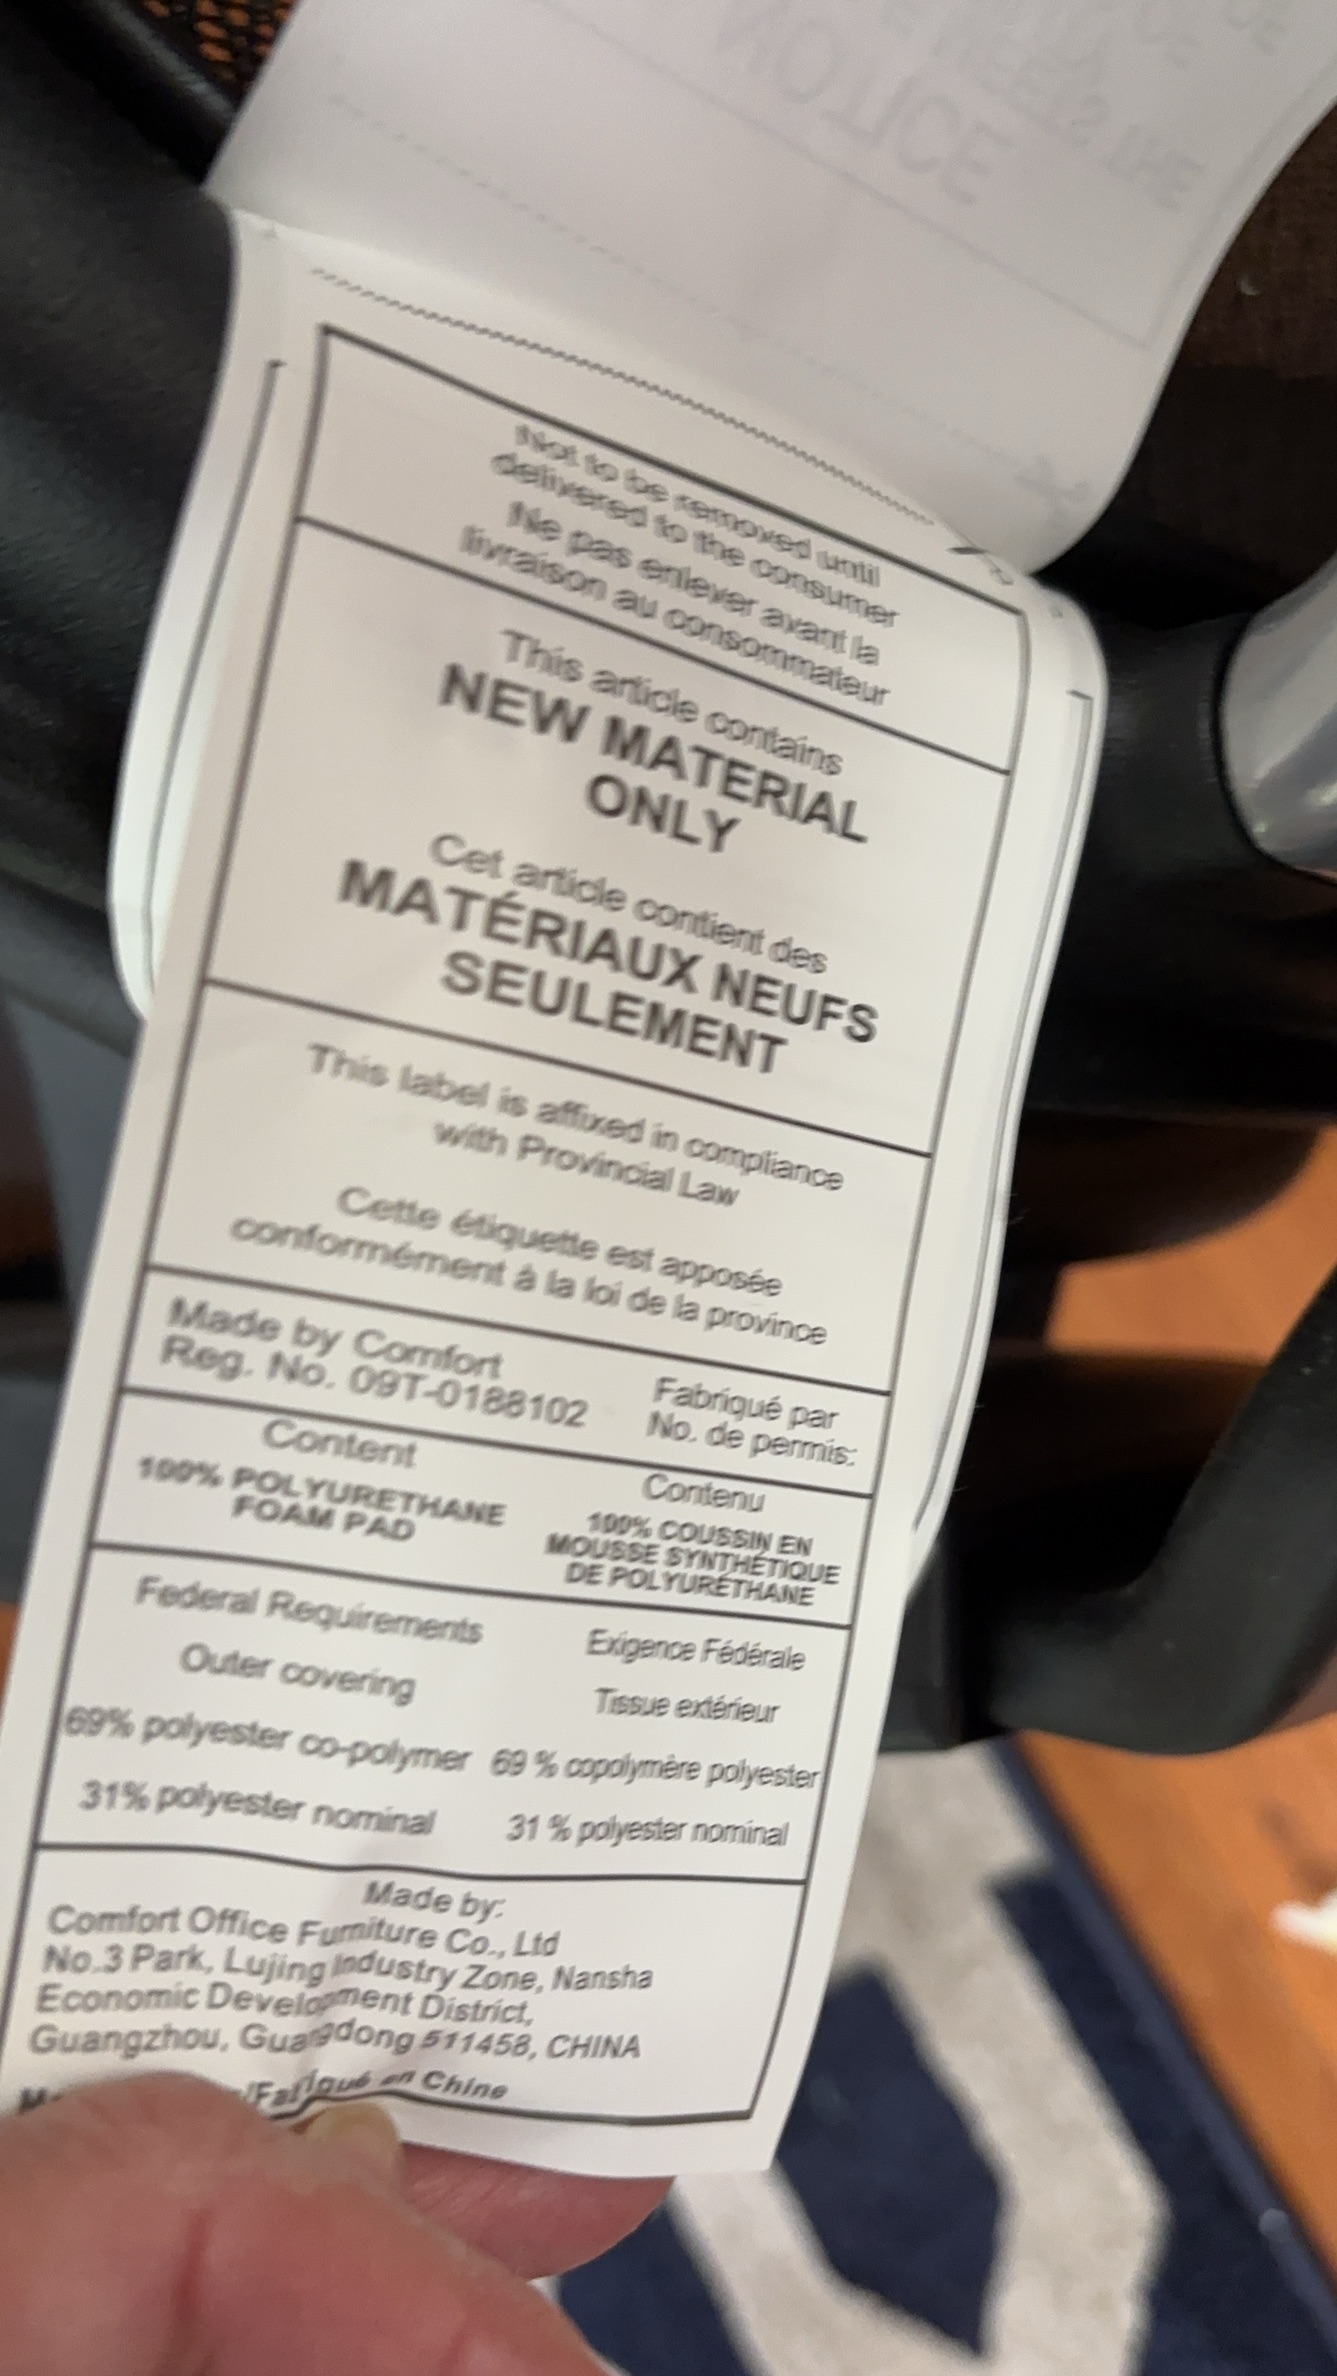 NOTICE
Not to be removed until
delivered to the consumer
Ne pas enlever avant la
livraison au consommateur
This article contains
NEW MATERIAL
ONLY
Cet article contient des
MATÉRIAUX NEUFS
SEULEMENT
This label is affixed in compliance
with Provincial Law
Cette étiquette est apposée
conformément à la loi de la province
Made by Comfort
Reg. No. 09T-0188102
Fabriqué par
No. de permis:
Content
100% POLYURETHANE
FOAM PAD
Contenu
100% COUSSIN EN
MOUSSE SYNTHÉTIQUE
DE POLYURÉTHANE
Federal Requirements
Exigence Fédérale
Outer covering
Tissue extérieur
69% polyester co-polymer
69 % copolymère polyester
31% polyester nominal
31 % polyester nominal
Made by:
Comfort Office Furniture Co., Ltd
No.3 Park, Lujing Industry Zone, Nansha
Economic Development District,
Guangzhou, Guangdong 511458, CHINA
/Fabriqué en Chine